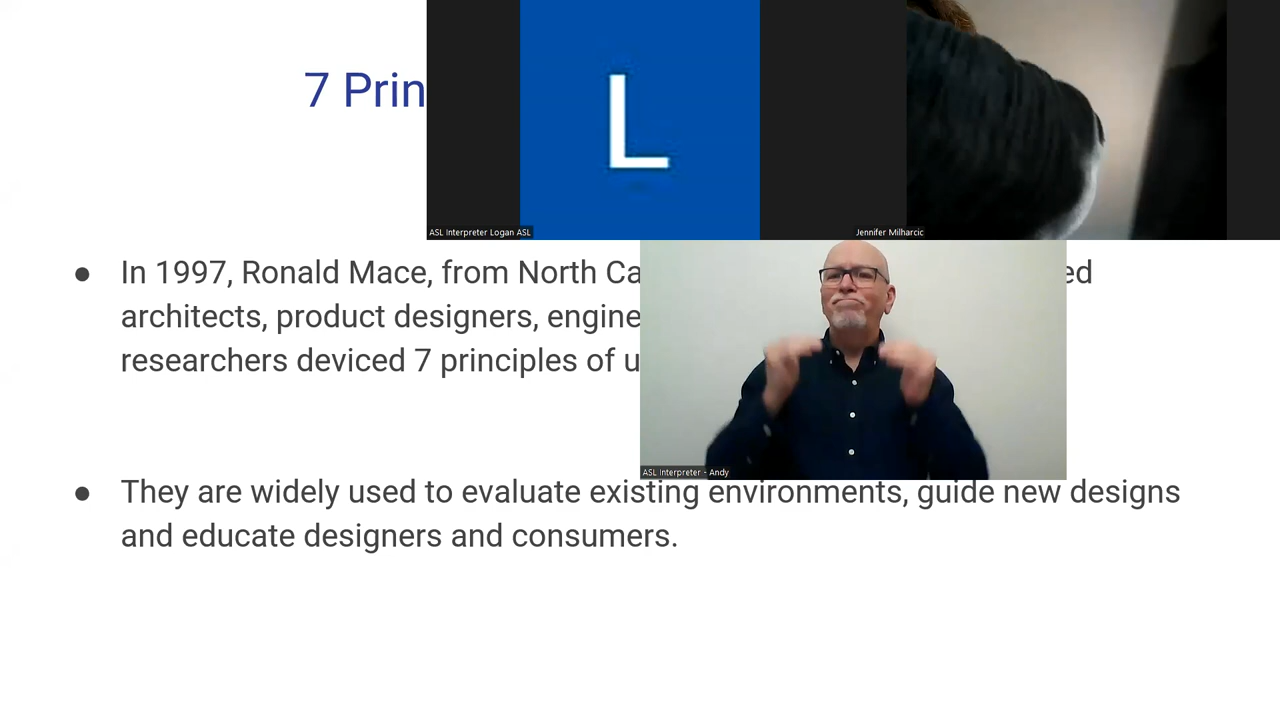 7 Prin
L
ASL Interpreter Logan ASL
Jennifer Milharcic
In 1997, Ronald Mace, from North Ca ed
architects, product designers, engine
researchers deviced 7 principles of u
ASL Interpreter - Andy
They are widely used to evaluate existing environments, guide new designs
and educate designers and consumers.